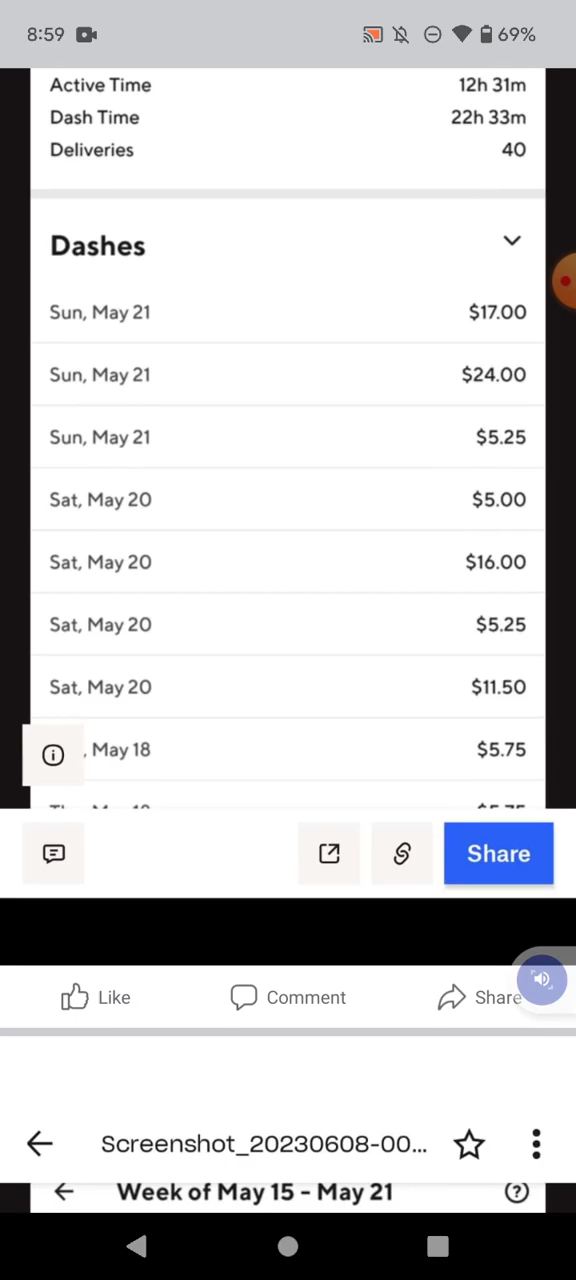 8:59 69%
Active Time 12h 31m
Dash Time 22h 33m
Deliveries 40
Dashes
Sun, May 21 $17.00
Sun, May 21 $24.00
Sun, May 21 $5.25
Sat, May 20 $5.00
Sat, May 20 $16.00
Sat, May 20 $5.25
Sat, May 20 $11.50
, May 18 $5.75
Share
Like Comment Share
Screenshot_20230608-00...
Week of May 15 - May 21